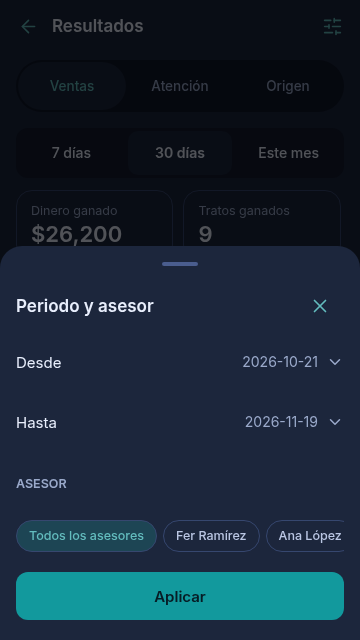 Resultados
Ventas
Atención
Origen
7 días
30 días
Este mes
Dinero ganado
Tratos ganados
$26,200
9
Periodo y asesor
Desde
2026-10-21
Hasta
2026-11-19
ASESOR
Todos los asesores
Fer Ramírez
Ana López
Aplicar